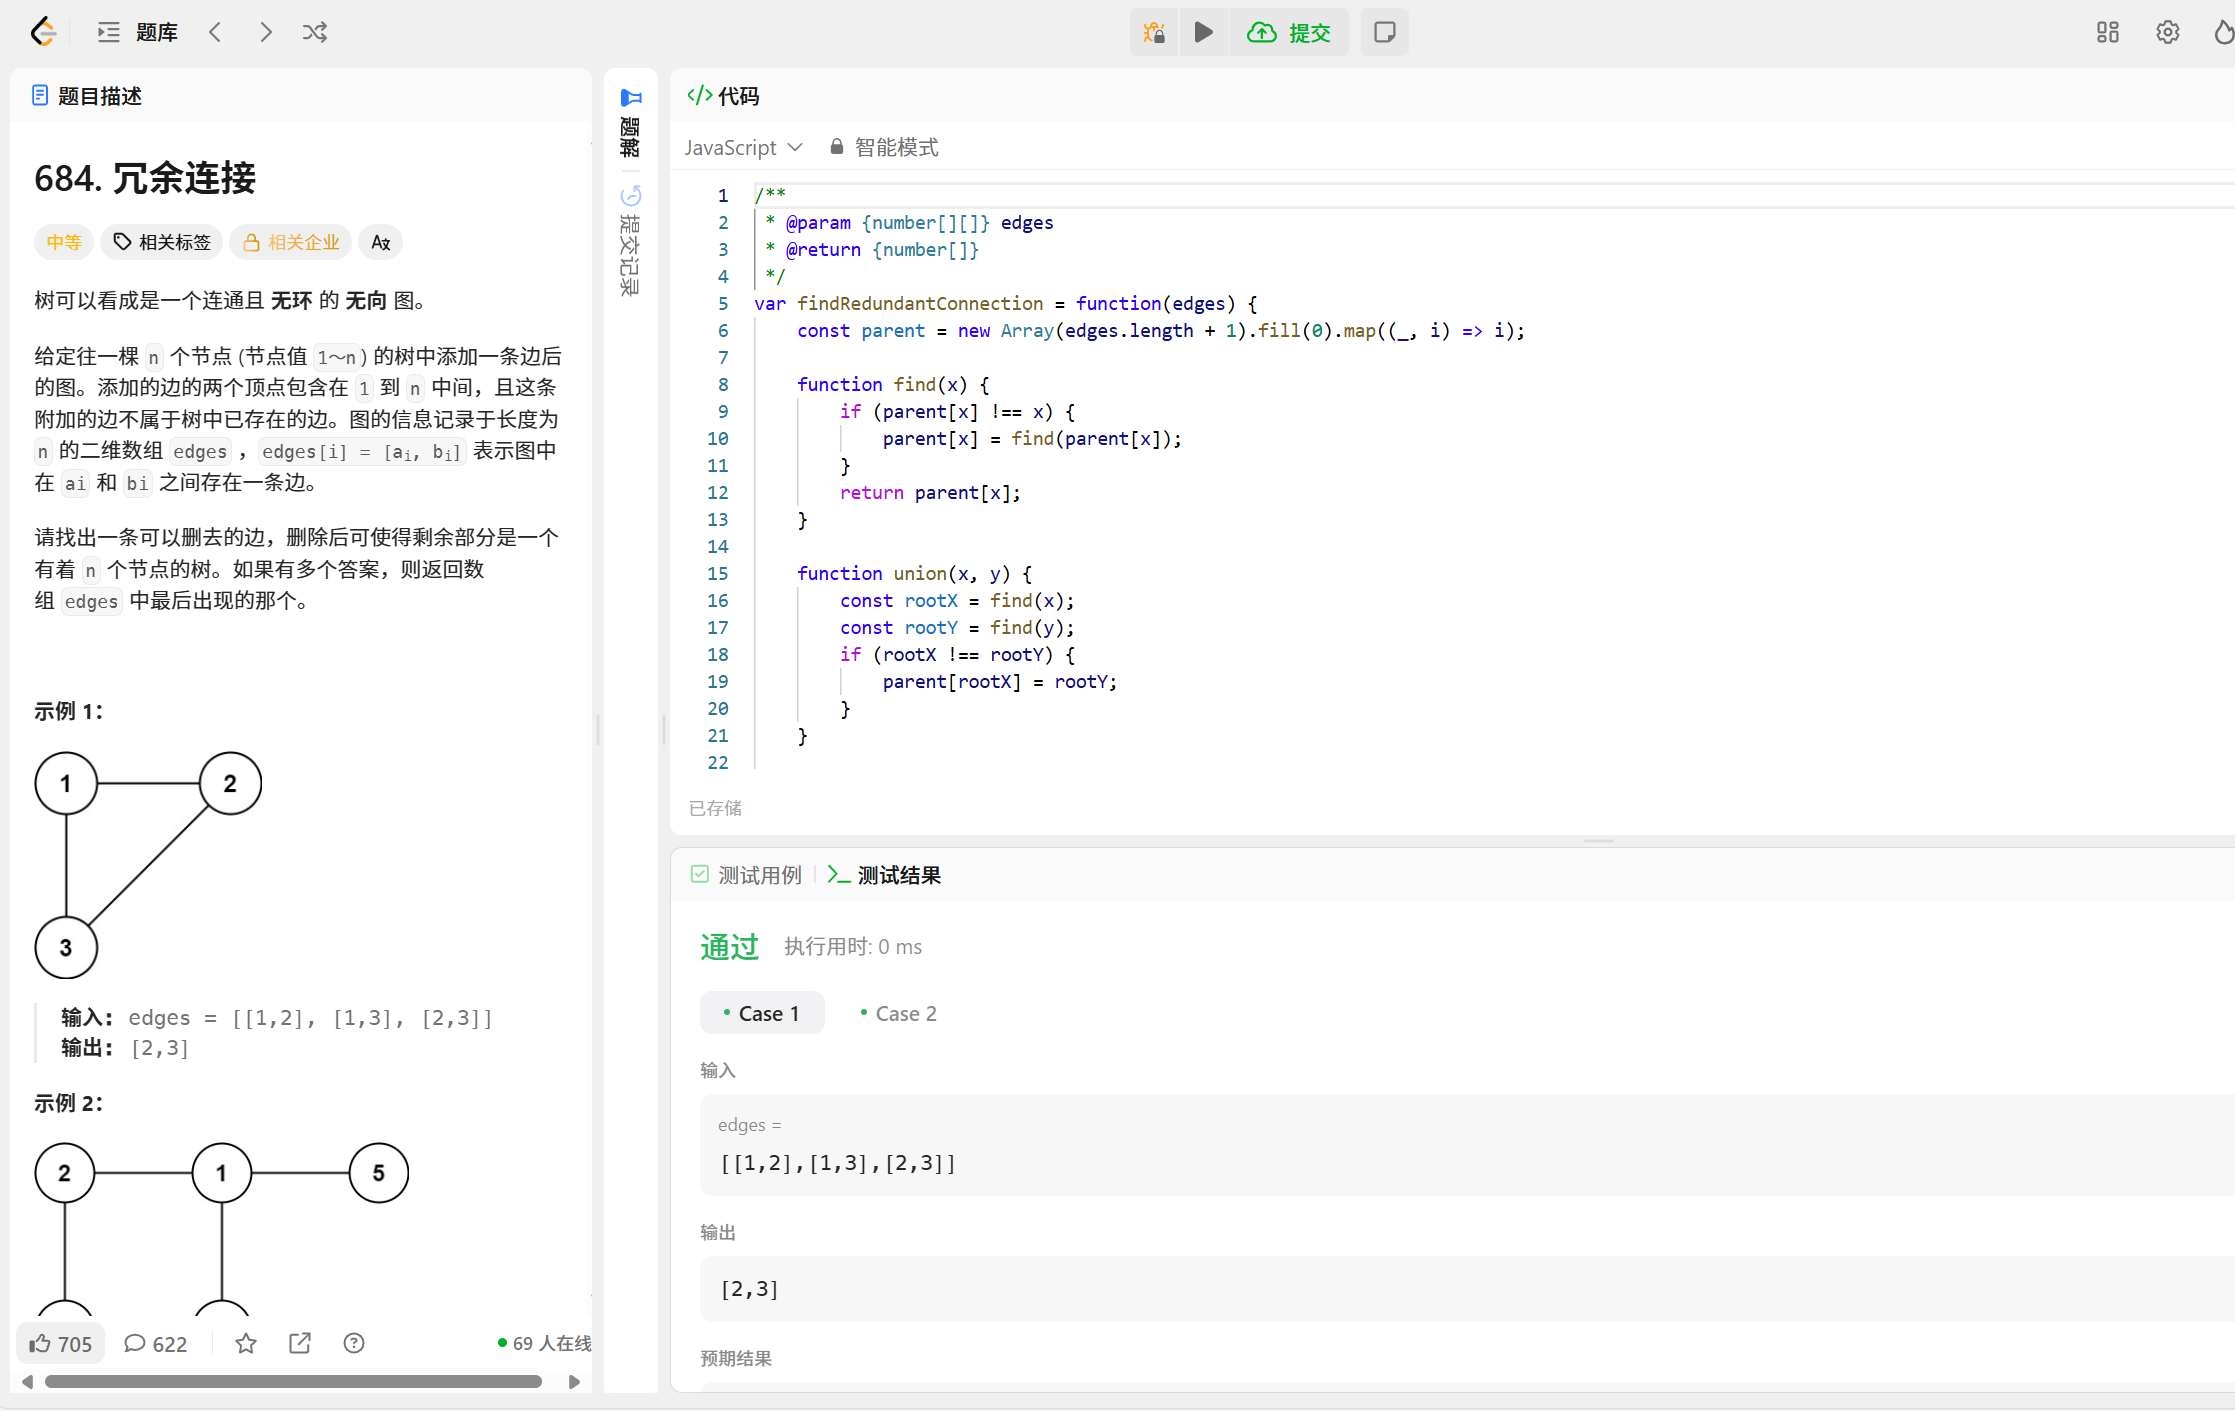 题库
提交
题目描述
684. 冗余连接
中等 相关标签 相关企业 Aあ
树可以看成是一个连通且 无环 的 无向 图。
给定往一棵 n 个节点 (节点值 1～n) 的树中添加一条边后
的图。添加的边的两个顶点包含在 1 到 n 中间，且这条
附加的边不属于树中已存在的边。图的信息记录于长度为
n 的二维数组 edges ，edges[i] = [ai, bi] 表示图中
在 ai 和 bi 之间存在一条边。
请找出一条可以删去的边，删除后可使得剩余部分是一个
有着 n 个节点的树。如果有多个答案，则返回数
组 edges 中最后出现的那个。
示例 1：
1 2
3
输入: edges = [[1,2], [1,3], [2,3]]
输出: [2,3]
示例 2：
2 1 5
705 622 69 人在线
题解
提交记录
</> 代码
JavaScript 智能模式
1 /**
2  * @param {number[][]} edges
3  * @return {number[]}
4  */
5 var findRedundantConnection = function(edges) {
6     const parent = new Array(edges.length + 1).fill(0).map((_, i) => i);
7
8     function find(x) {
9         if (parent[x] !== x) {
10             parent[x] = find(parent[x]);
11         }
12         return parent[x];
13     }
14
15     function union(x, y) {
16         const rootX = find(x);
17         const rootY = find(y);
18         if (rootX !== rootY) {
19             parent[rootX] = rootY;
20         }
21     }
22
已存储
测试用例 >_ 测试结果
通过 执行用时: 0 ms
• Case 1 • Case 2
输入
edges =
[[1,2],[1,3],[2,3]]
输出
[2,3]
预期结果